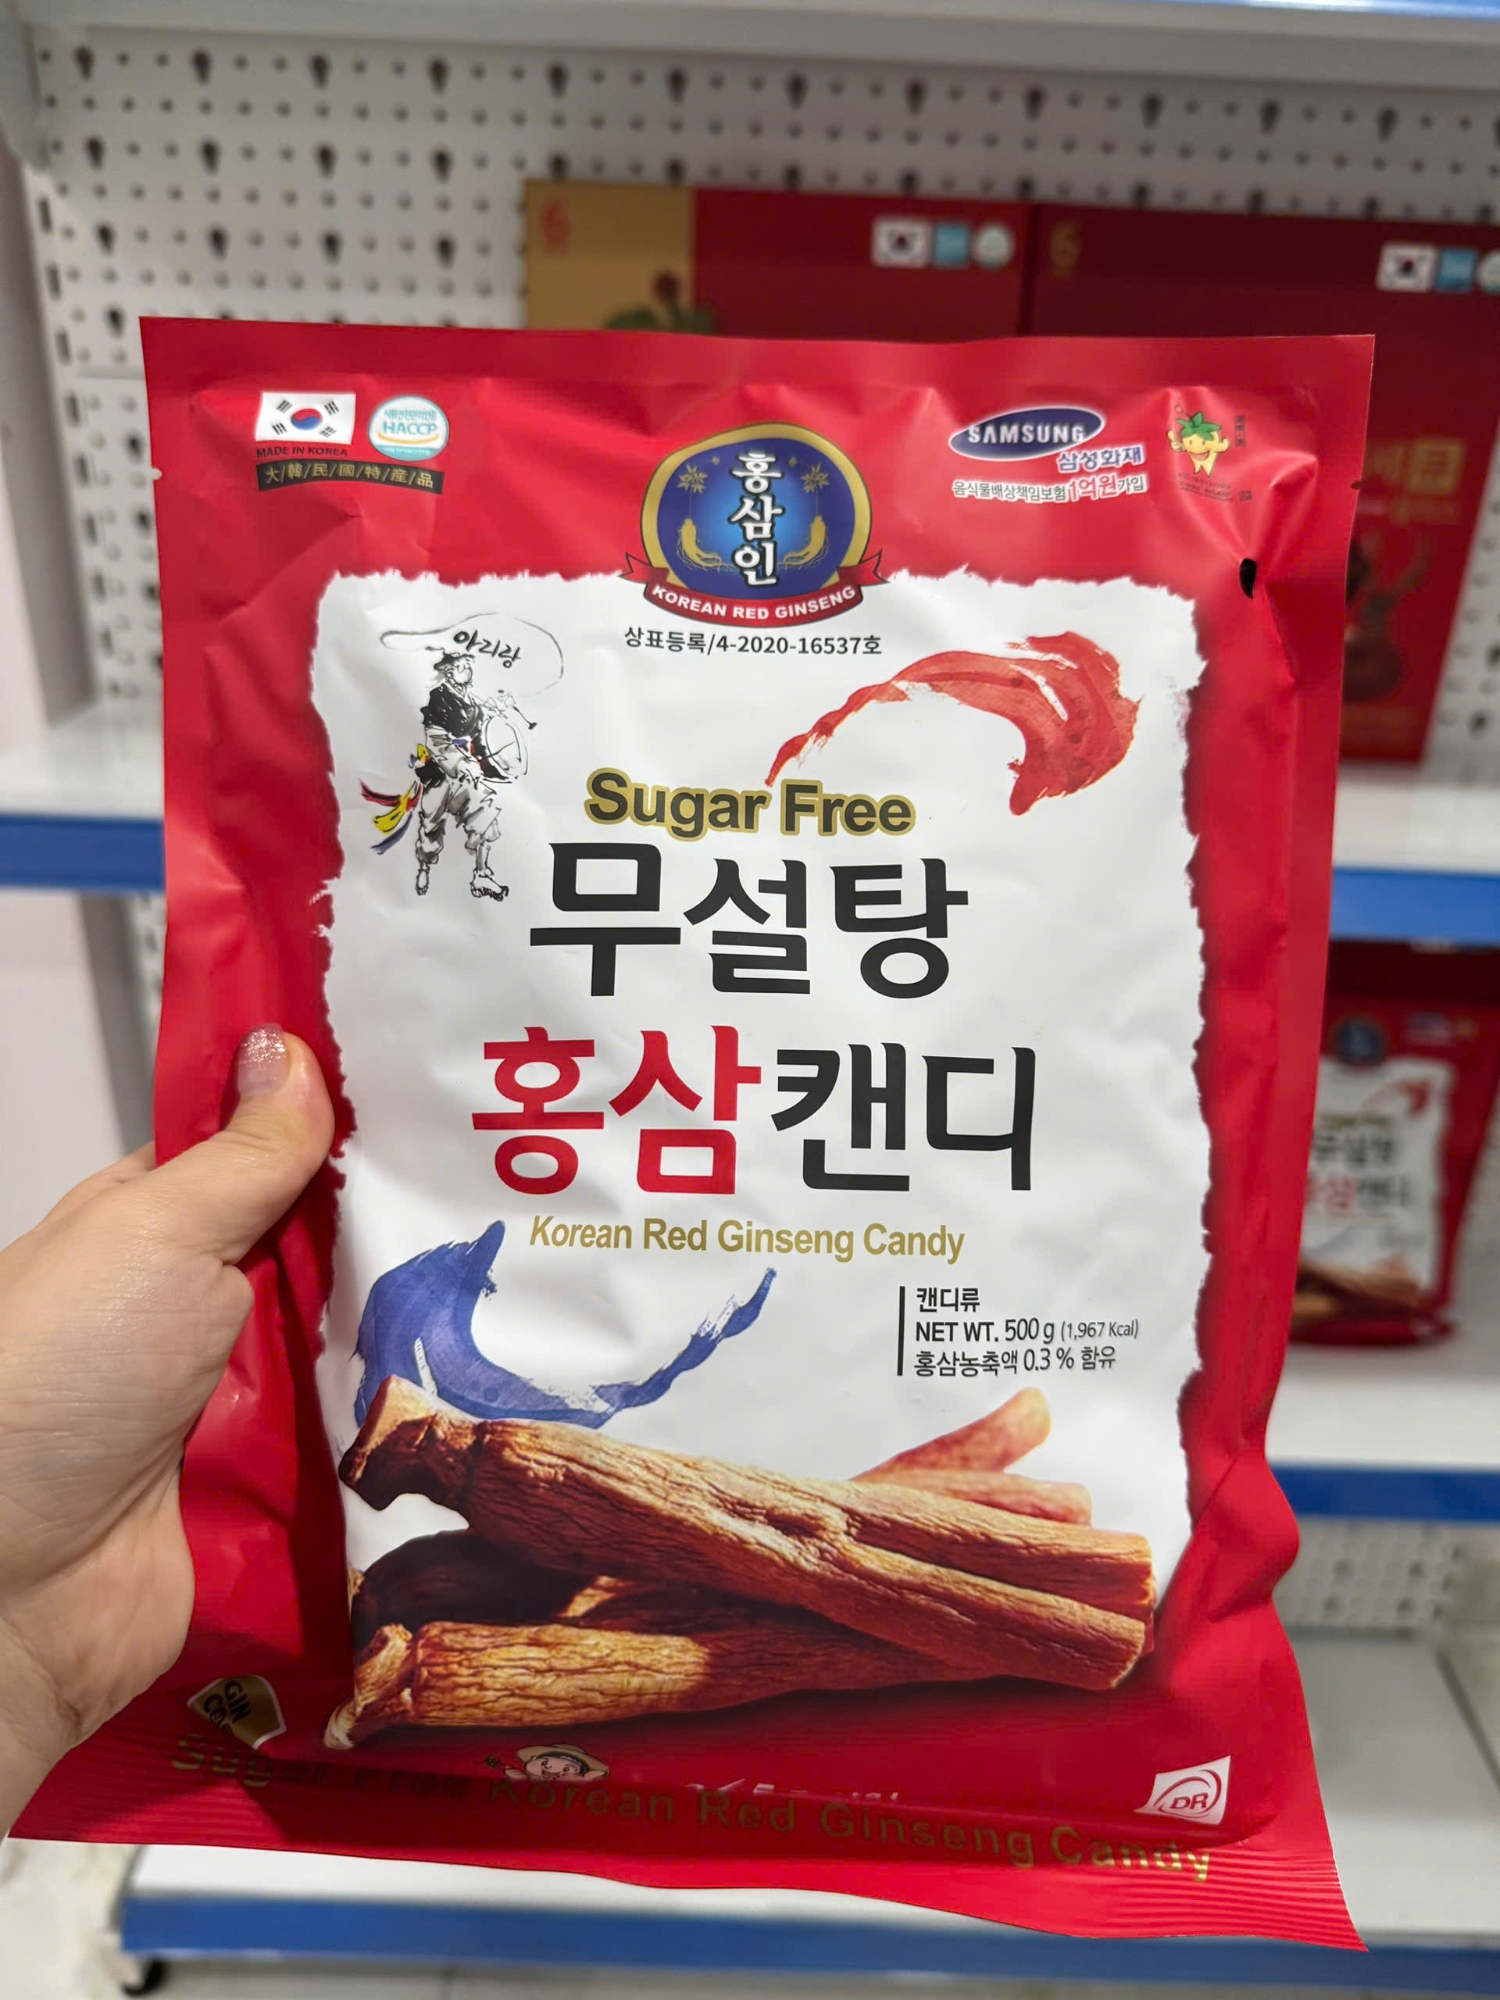 MADE IN KOREA
HACCP
大/韓/民/國/特/産/品
홍삼인
KOREAN RED GINSENG
상표등록/4-2020-16537호
SAMSUNG
삼성화재
음식물배상책임보험 1억원 가입
아리랑
Sugar Free
무설탕
홍삼캔디
Korean Red Ginseng Candy
캔디류
NET WT. 500 g (1,967 Kcal)
홍삼농축액 0.3 % 함유
GIN
DR
Sugar Free Korean Red Ginseng Candy